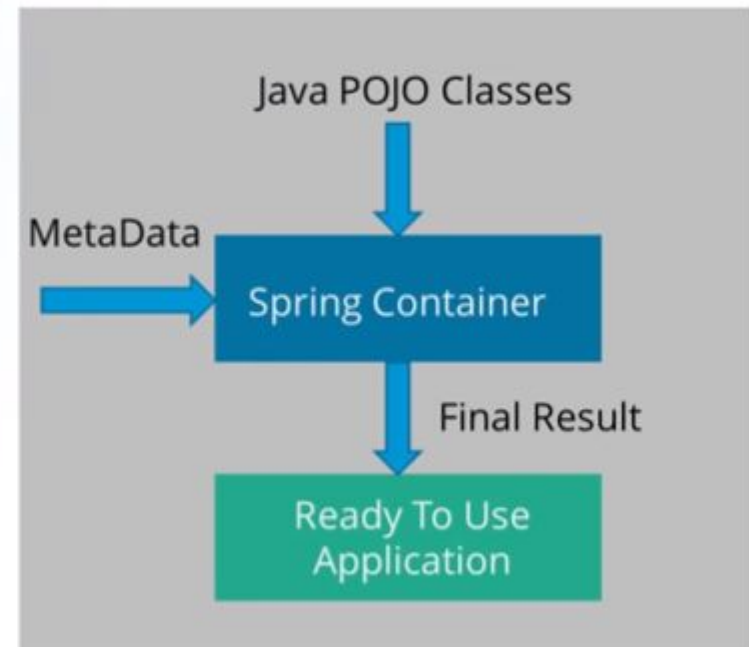 Java POJO Classes
MetaData
Spring Container
Final Result
Ready To Use
Application